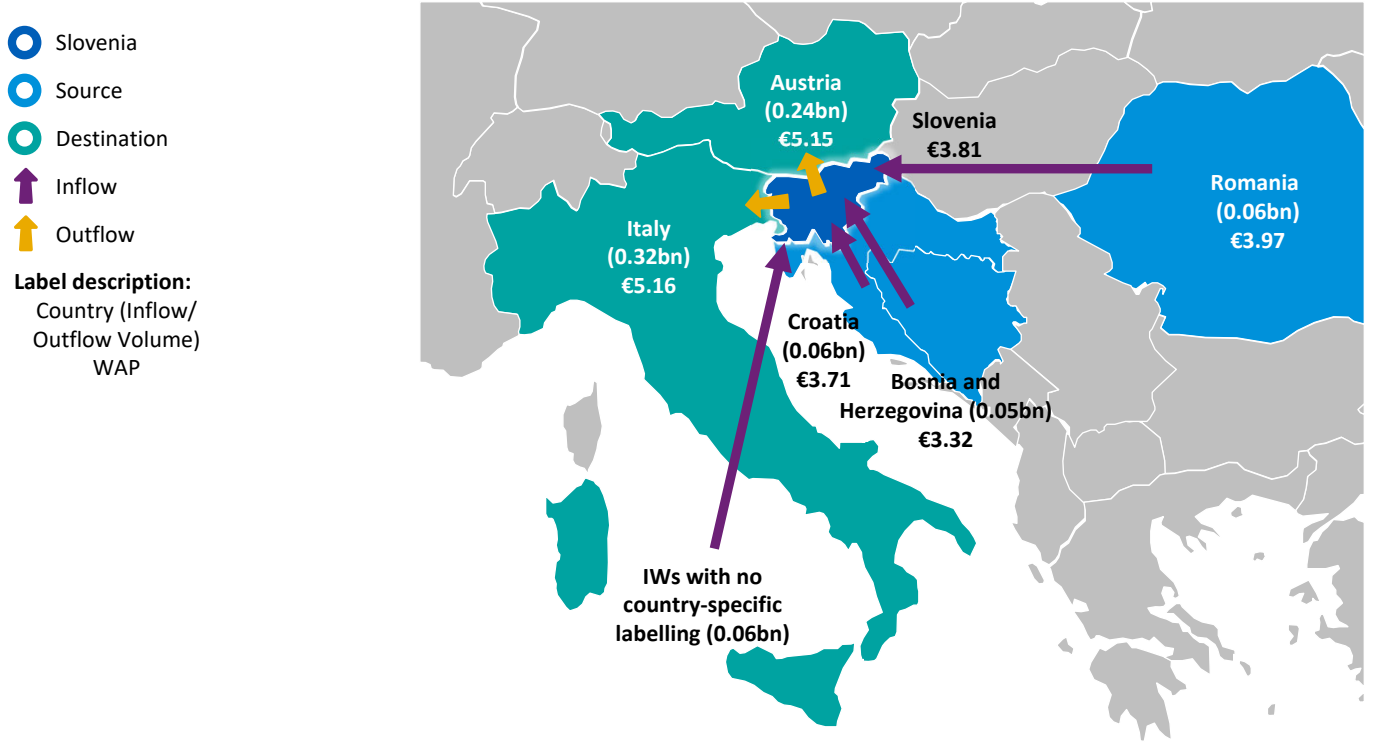 Slovenia
Source
Destination
Inflow
Outflow
Label description:
Country (Inflow/
Outflow Volume)
WAP
Austria
(0.24bn)
€5.15
Slovenia
€3.81
Romania
(0.06bn)
€3.97
Italy
(0.32bn)
€5.16
Croatia
(0.06bn)
€3.71
Bosnia and
Herzegovina (0.05bn)
€3.32
IWs with no
country-specific
labelling (0.06bn)